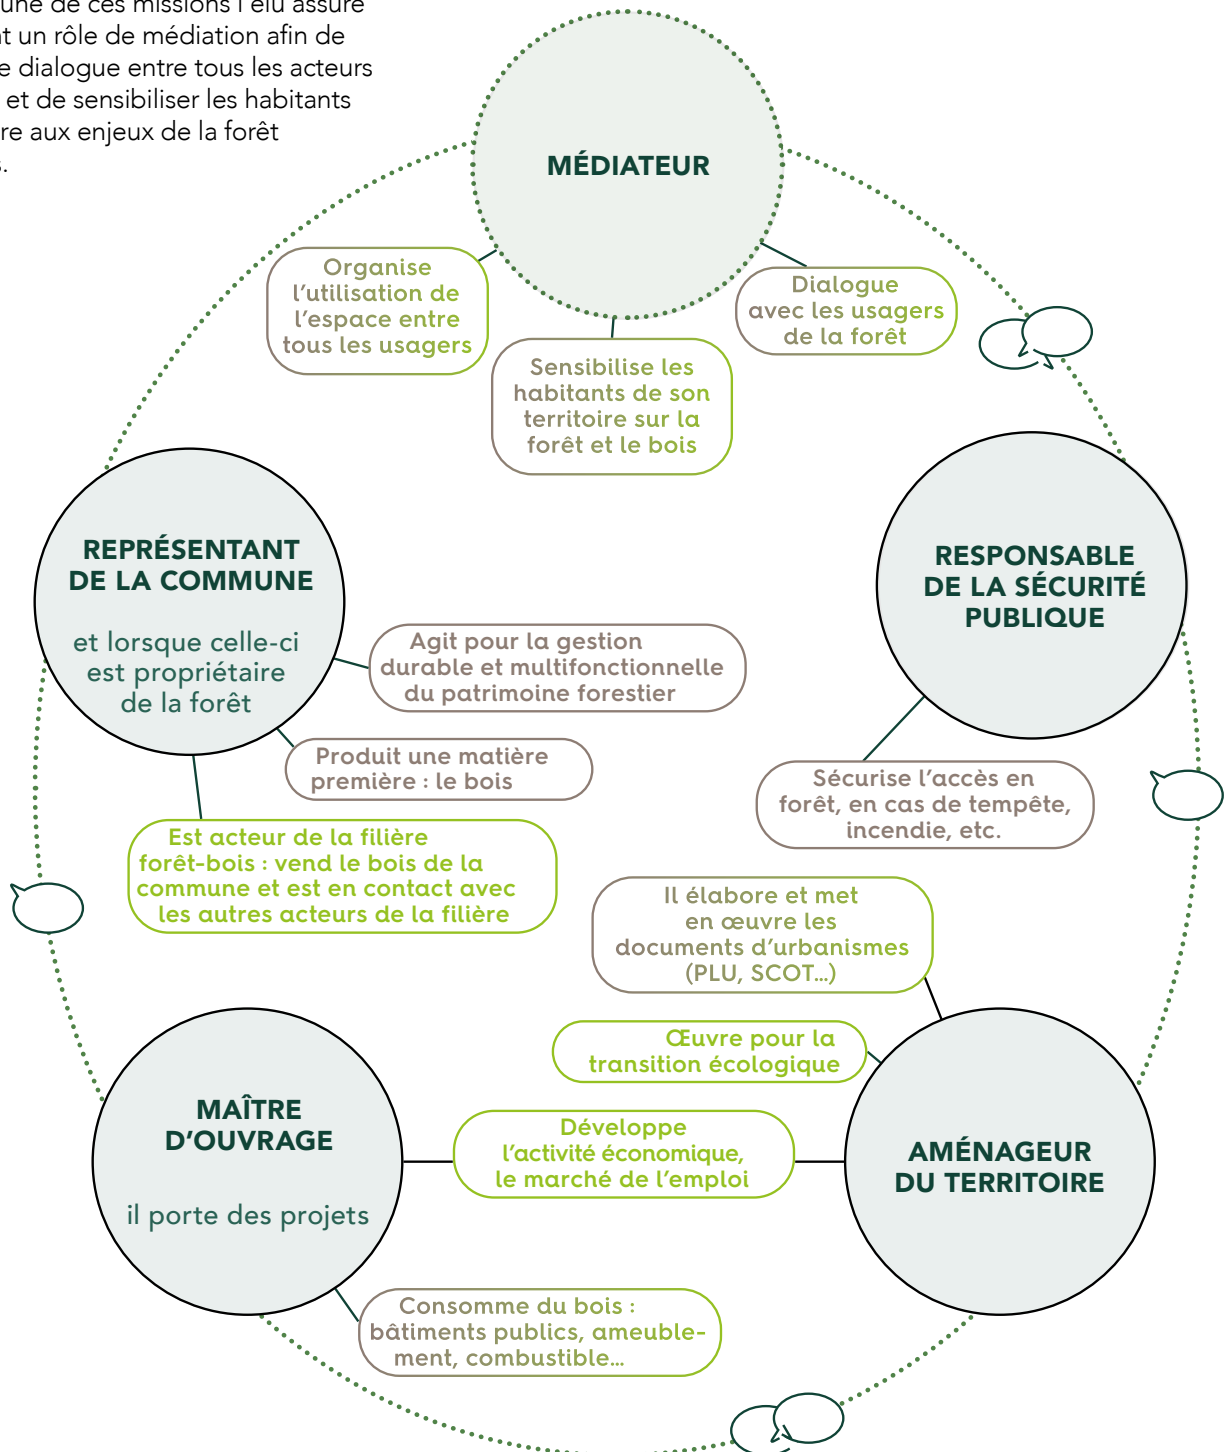 une de ces missions l'élu assure
un rôle de médiation afin de
dialogue entre tous les acteurs
et de sensibiliser les habitants
aux enjeux de la forêt
MÉDIATEUR
Organise
l'utilisation de
l'espace entre
tous les usagers
Dialogue
avec les usagers
de la forêt
Sensibilise les
habitants de son
territoire sur la
forêt et le bois
REPRÉSENTANT
DE LA COMMUNE
et lorsque celle-ci
est propriétaire
de la forêt
RESPONSABLE
DE LA SÉCURITÉ
PUBLIQUE
Agit pour la gestion
durable et multifonctionnelle
du patrimoine forestier
Produit une matière
première : le bois
Sécurise l'accès en
forêt, en cas de tempête,
incendie, etc.
Est acteur de la filière
forêt-bois : vend le bois de la
commune et est en contact avec
les autres acteurs de la filière
Il élabore et met
en œuvre les
documents d'urbanismes
(PLU, SCOT...)
Œuvre pour la
transition écologique
MAÎTRE
D'OUVRAGE
il porte des projets
Développe
l'activité économique,
le marché de l'emploi
AMÉNAGEUR
DU TERRITOIRE
Consomme du bois :
bâtiments publics, ameuble-
ment, combustible...